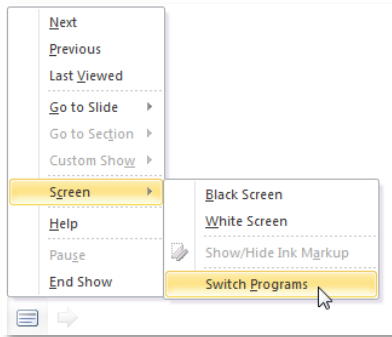 Next
Previous
Last Viewed
Go to Slide
Go to Section
Custom Show
Screen
Help
Pause
End Show
Black Screen
White Screen
Show/Hide Ink Markup
Switch Programs